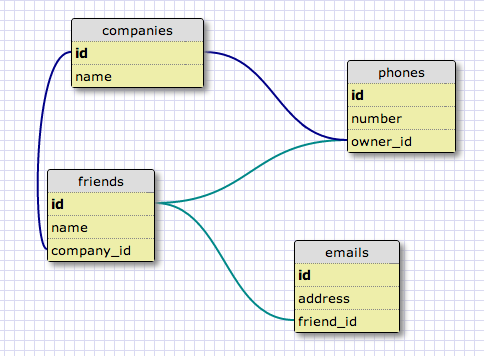 companies
id
name
phones
id
number
owner_id
friends
id
name
company_id
emails
id
address
friend_id